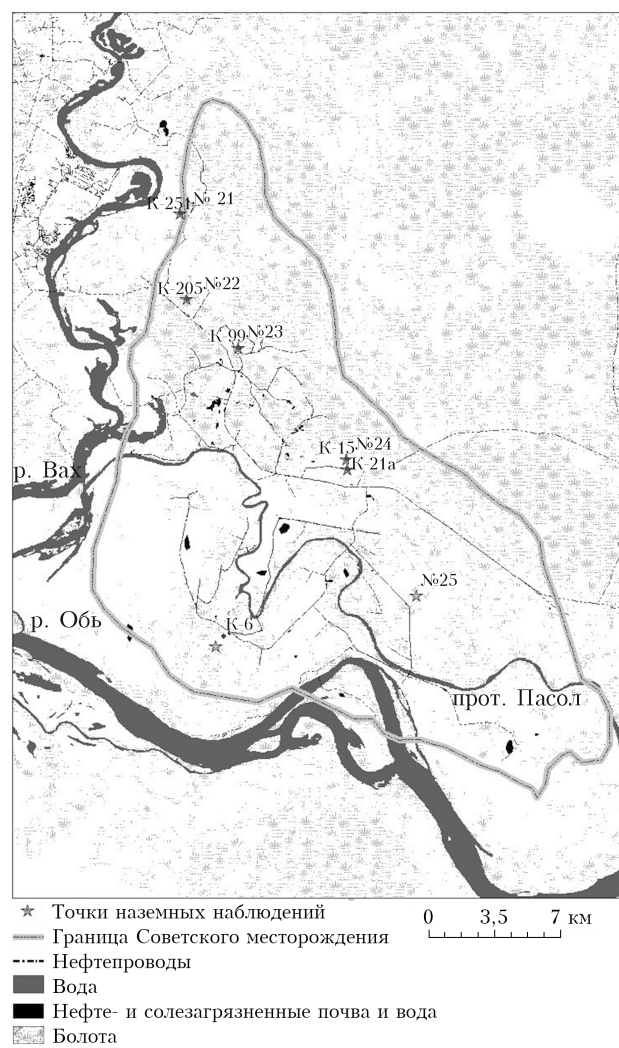 К 251 № 21
К 205 №22
К 99 №23
К 15 №24
К 21а
р. Вах
№25
р. Обь
К 6
прот. Пасол
Точки наземных наблюдений
0 3,5 7 км
Граница Советского месторождения
Нефтепроводы
Вода
Нефте- и солезагрязненные почва и вода
Болота